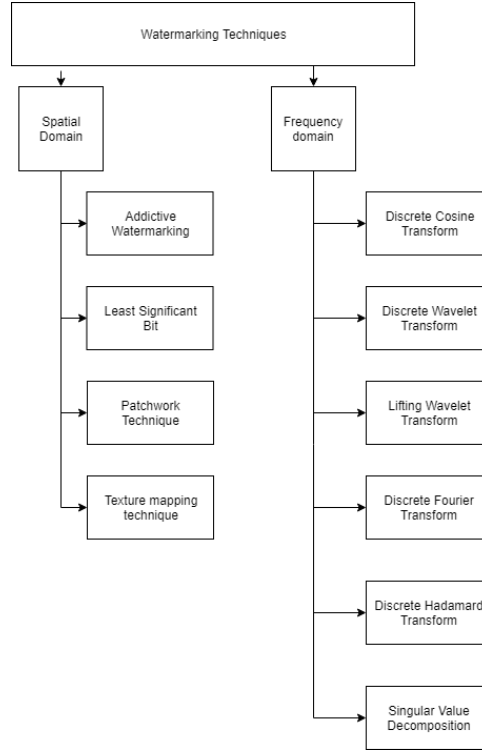 Watermarking Techniques
Spatial
Domain
Frequency
domain
Addictive
Watermarking
Least Significant
Bit
Patchwork
Technique
Texture mapping
technique
Discrete Cosine
Transform
Discrete Wavelet
Transform
Lifting Wavelet
Transform
Discrete Fourier
Transform
Discrete Hadamard
Transform
Singular Value
Decomposition